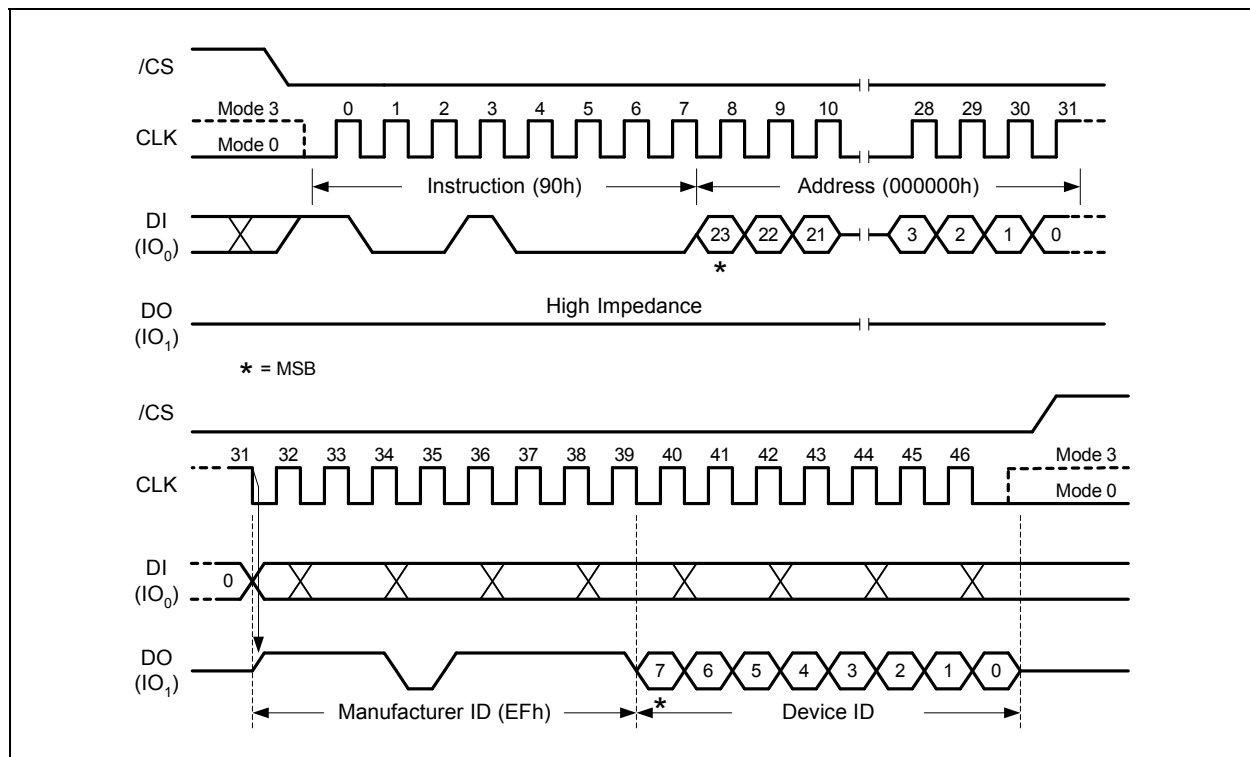 /CS
Mode 3 0 1 2 3 4 5 6 7 8 9 10 28 29 30 31
CLK
Mode 0
Instruction (90h) Address (000000h)
DI
(IO0) 23 22 21 3 2 1 0
*
High Impedance
DO
(IO1)
* = MSB
/CS
31 32 33 34 35 36 37 38 39 40 41 42 43 44 45 46 Mode 3
CLK
Mode 0
DI
(IO0) 0
DO
(IO1) 7 6 5 4 3 2 1 0
*
Manufacturer ID (EFh) Device ID